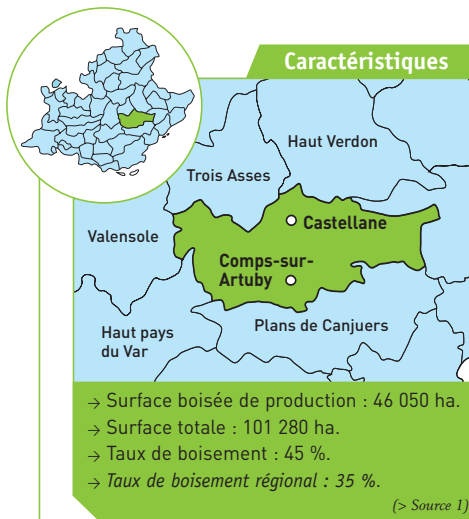 Caractéristiques
Haut Verdon
Trois Asses
Castellane
Valensole
Comps-sur-
Artuby
Plans de Canjuers
Haut pays
du Var
→ Surface boisée de production : 46 050 ha.
→ Surface totale : 101 280 ha.
→ Taux de boisement : 45 %.
→ Taux de boisement régional : 35 %.
(> Source 1)